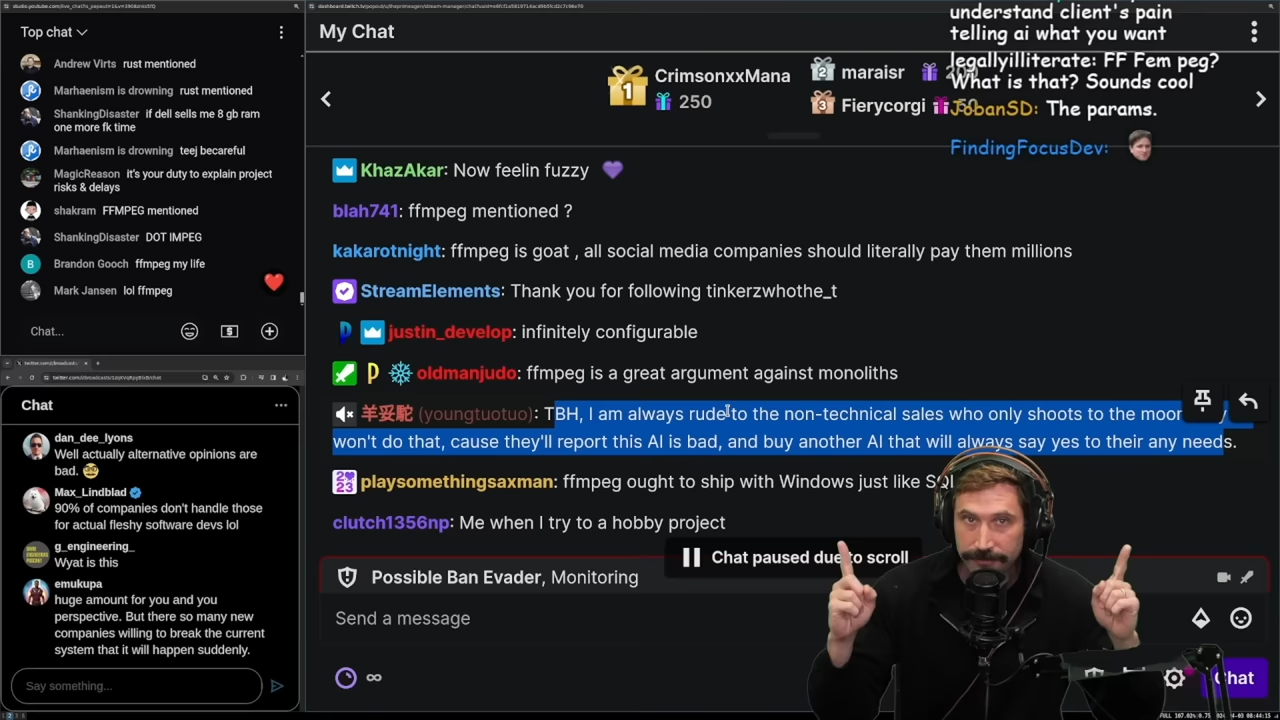 Top chat
Andrew Virts rust mentioned
Marhaenism is drowning rust mentioned
ShankingDisaster if dell sells me 8 gb ram
one more fk time
Marhaenism is drowning teej becareful
MagicReason it's your duty to explain project
risks & delays
shakram FFMPEG mentioned
ShankingDisaster DOT IMPEG
B Brandon Gooch ffmpeg my life
Mark Jansen lol ffmpeg
Chat...
Chat
dan_dee_lyons
Well actually alternative opinions are
bad.
Max_Lindblad
90% of companies don't handle those
for actual fleshy software devs lol
g_engineering_
Wyat is this
emukupa
huge amount for you and you
perspective. But there so many new
companies willing to break the current
system that it will happen suddenly.
Say something...
My Chat
1 CrimsonxxMana
250
2 maraisr
3 Fierycorgi
understand client's pain
telling ai what you want
legallyilliterate: FF Fem peg?
What is that? Sounds cool
JobanSD: The params.
FindingFocusDev:
KhazAkar: Now feelin fuzzy
blah741: ffmpeg mentioned ?
kakarotnight: ffmpeg is goat , all social media companies should literally pay them millions
StreamElements: Thank you for following tinkerzwhothe_t
justin_develop: infinitely configurable
oldmanjudo: ffmpeg is a great argument against monoliths
羊妥駝 (youngtuotuo): TBH, I am always rude to the non-technical sales who only shoots to the moon
won't do that, cause they'll report this AI is bad, and buy another AI that will always say yes to their any needs.
playsomethingsaxman: ffmpeg ought to ship with Windows just like
clutch1356np: Me when I try to a hobby project
Chat paused due to scroll
Possible Ban Evader, Monitoring
Send a message
Chat